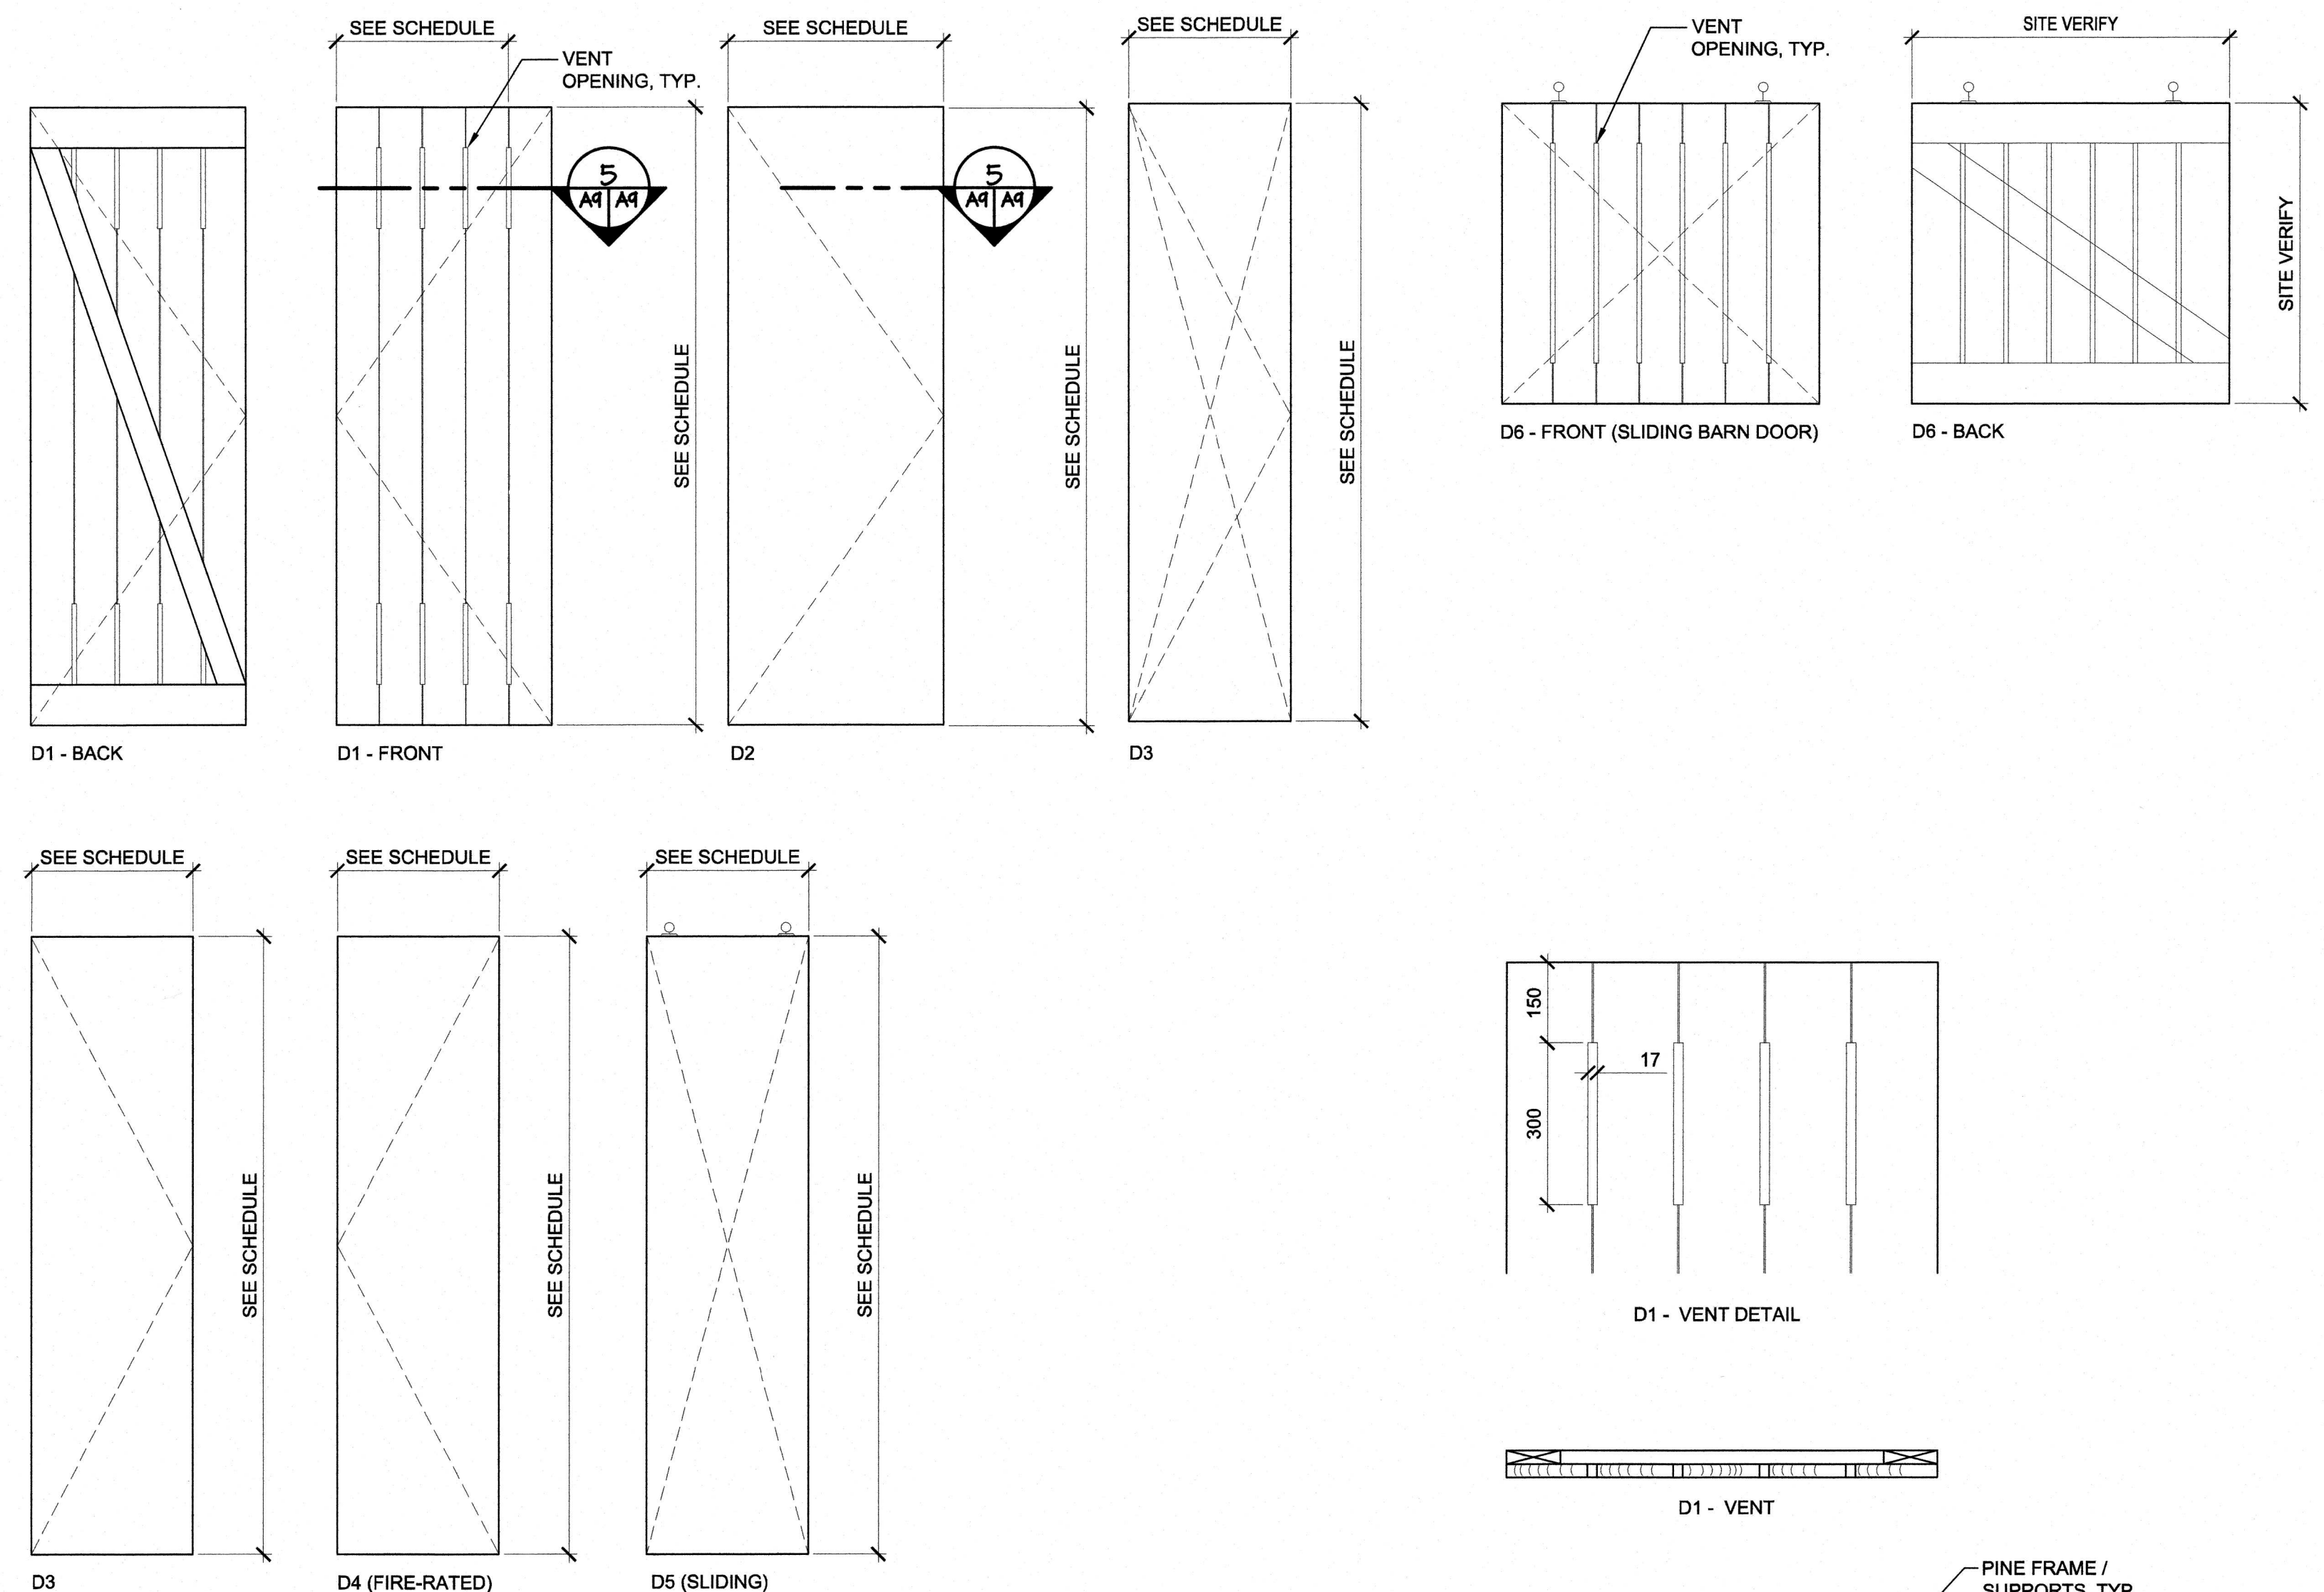 SEE SCHEDULE
VENT
OPENING, TYP.
SEE SCHEDULE
SEE SCHEDULE
VENT
OPENING, TYP.
SITE VERIFY
5
A9 A9
5
A9 A9
SEE SCHEDULE
SEE SCHEDULE
SEE SCHEDULE
SITE VERIFY
D6 - FRONT (SLIDING BARN DOOR)
D6 - BACK
D1 - BACK
D1 - FRONT
D2
D3
SEE SCHEDULE
SEE SCHEDULE
SEE SCHEDULE
SEE SCHEDULE
SEE SCHEDULE
SEE SCHEDULE
150
17
300
D1 - VENT DETAIL
D1 - VENT
D3
D4 (FIRE-RATED)
D5 (SLIDING)
PINE FRAME /
SUPPORTS, TYP.